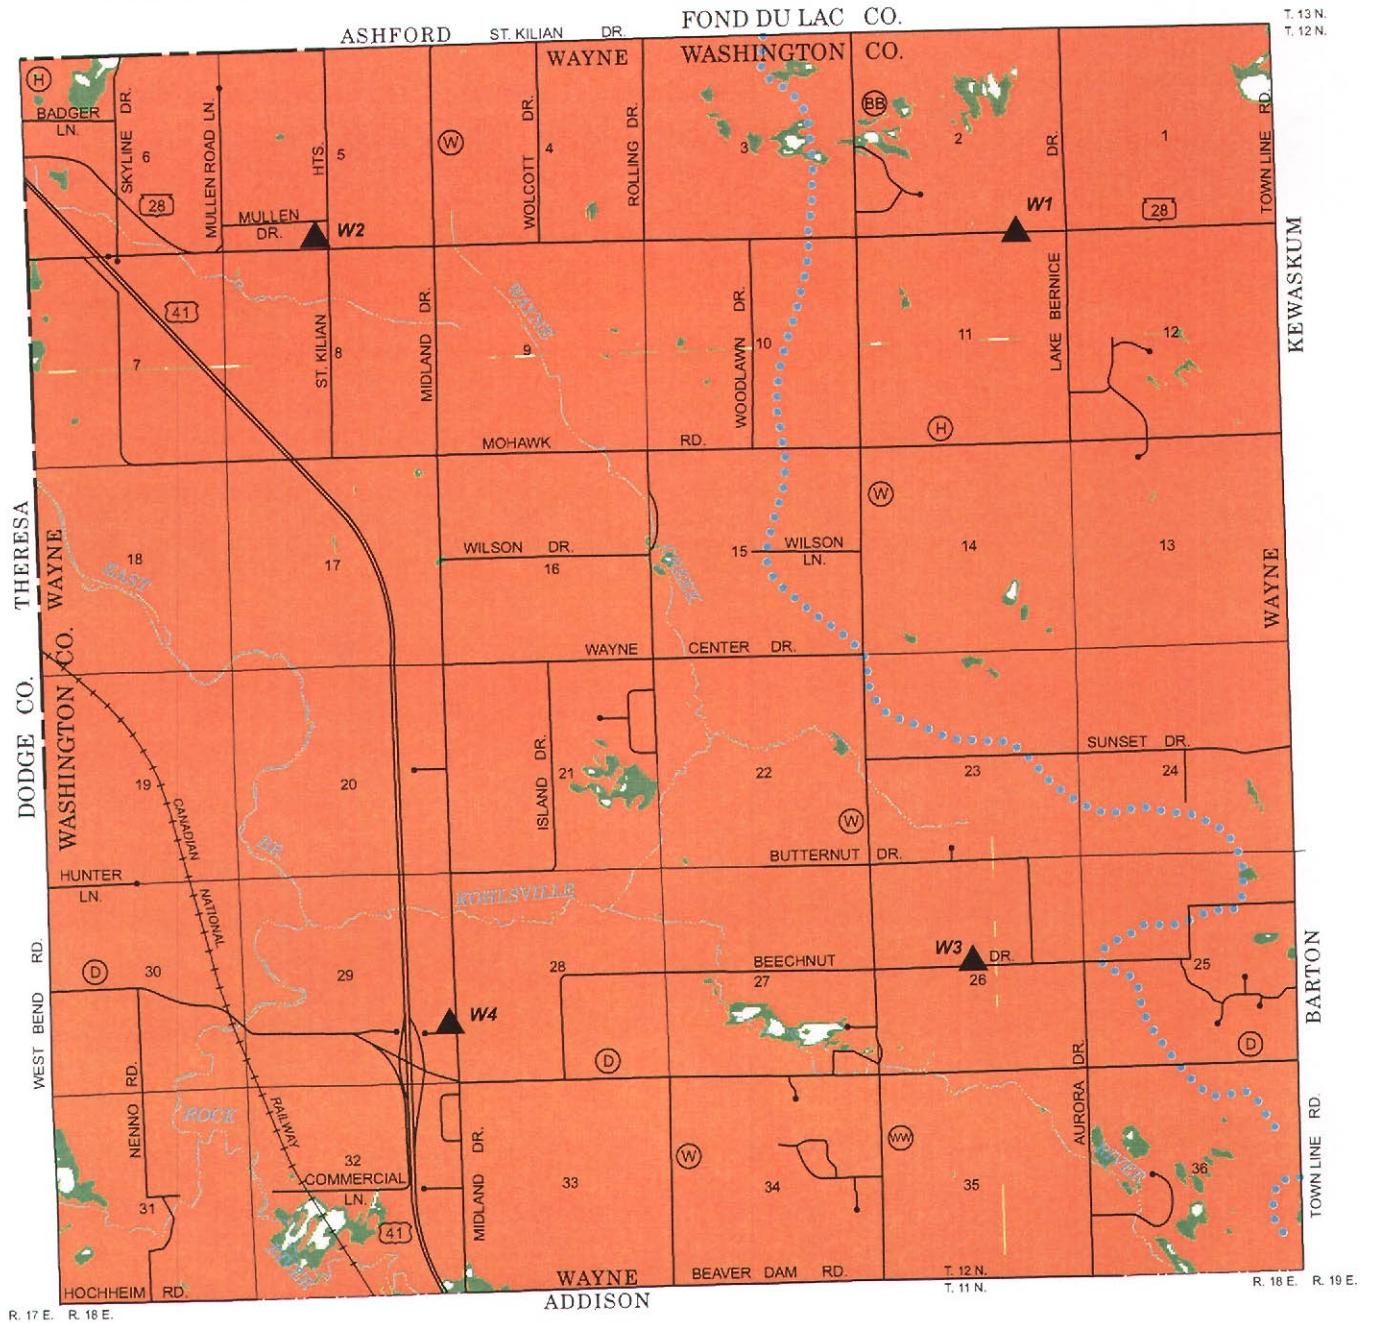 FOND DU LAC CO.
T. 13 N.
T. 12 N.
ASHFORD
ST. KILIAN DR.
WAYNE
WASHINGTON CO.
H
BADGER
LN.
SKYLINE DR.
MULLEN ROAD LN.
HTS.
W
WOLCOTT DR.
ROLLING DR.
BB
DR.
TOWN LINE RD.
6
5
4
3
2
1
28
MULLEN
DR.
W2
W1
28
41
ST. KILIAN
MIDLAND DR.
WAYNE
WOODLAWN DR.
LAKE BERNICE
KEWASKUM
7
8
9
10
11
12
MOHAWK RD.
H
W
THERESA
WAYNE
18
17
WILSON DR.
16
CREEK
15
WILSON
LN.
14
13
WAYNE
EAST
WAYNE CENTER DR.
DODGE CO.
WASHINGTON CO.
19
20
ISLAND DR.
21
22
SUNSET DR.
23
24
CANADIAN
NATIONAL
RAILWAY
BR.
W
BUTTERNUT DR.
HUNTER
LN.
KOHLSVILLE
WEST BEND RD.
D
30
29
28
BEECHNUT
27
W3
DR.
26
25
BARTON
W4
D
D
NENNO RD.
ROCK
AURORA DR.
TOWN LINE RD.
MIDLAND DR.
W
WW
RIVER
36
32
COMMERCIAL
LN.
33
34
35
31
41
RIVER
HOCHHEIM RD.
WAYNE
BEAVER DAM RD.
T. 12 N.
T. 11 N.
ADDISON
R. 18 E. R. 19 E.
R. 17 E. R. 18 E.